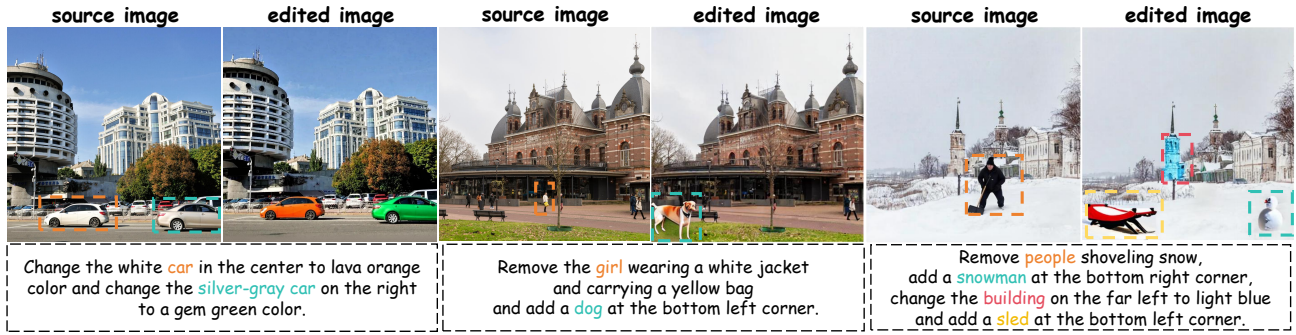 source image
edited image
source image
edited image
source image
edited image
Change the white car in the center to lava orange
color and change the silver-gray car on the right
to a gem green color.
Remove the girl wearing a white jacket
and carrying a yellow bag
and add a dog at the bottom left corner.
Remove people shoveling snow,
add a snowman at the bottom right corner,
change the building on the far left to light blue
and add a sled at the bottom left corner.